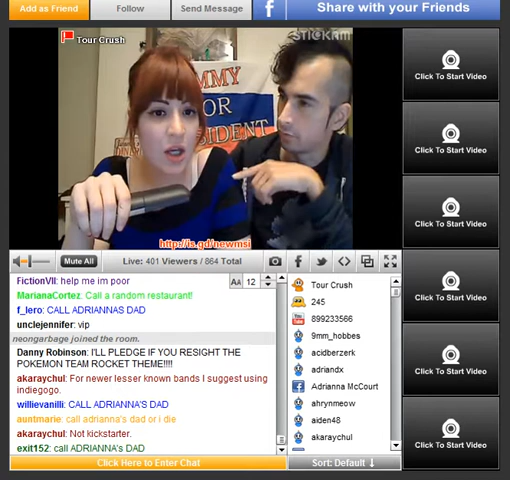 Add as Friend
Follow
Send Message
f
Share with your Friends
Tour Crush
STICKAM
MMY
OR
SIDENT
http://is.gd/newmsi
Click To Start Video
Click To Start Video
Click To Start Video
Click To Start Video
Click To Start Video
Click To Start Video
Mute All
Live: 401 Viewers / 864 Total
AA 12
FictionVII: help me im poor
MarianaCortez: Call a random restaurant!
f_lero: CALL ADRIANNAS DAD
unclejennifer: vip
neongarbage joined the room.
Danny Robinson: I'LL PLEDGE IF YOU RESIGHT THE
POKEMON TEAM ROCKET THEME!!!!
akaraychul: For newer lesser known bands I suggest using
indiegogo.
willievanilli: CALL ADRIANNA'S DAD
auntmarie: call adrianna's dad or i die
akaraychul: Not kickstarter.
exit152: call ADRIANNA's DAD
Click Here to Enter Chat
Tour Crush
245
899233566
9mm_hobbes
acidberzerk
adriandx
Adrianna McCourt
ahrynmeow
aiden48
akaraychul
Sort: Default ↓